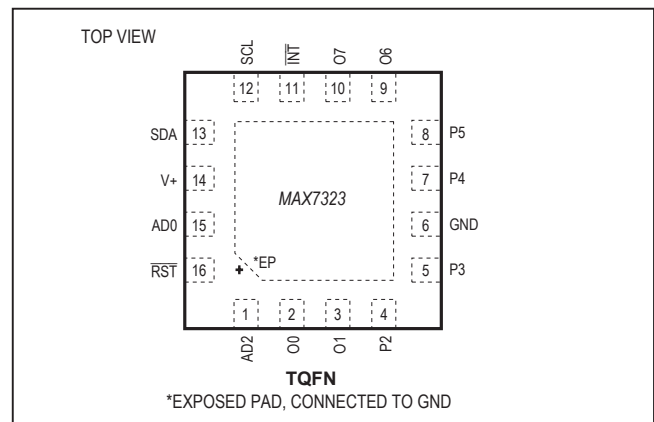 TOP VIEW
SCL
I̅N̅T̅
O7
O6
12
11
10
9
SDA
13
8
P5
V+
14
7
P4
MAX7323
AD0
15
6
GND
R̅S̅T̅
16
+
*EP
5
P3
1
2
3
4
AD2
O0
O1
P2
TQFN
*EXPOSED PAD, CONNECTED TO GND